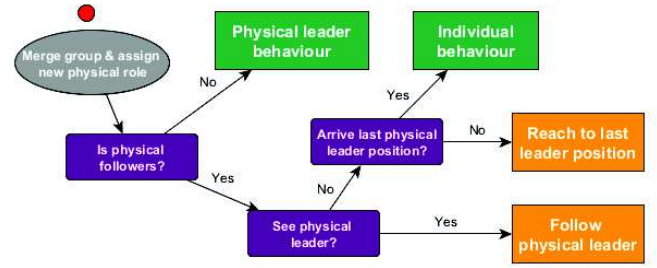 Merge group & assign
new physical role
Physical leader
behaviour
Individual
behaviour
No
Yes
Is physical
followers?
Arrive last physical
leader position?
No
Reach to last
leader position
Yes
No
See physical
leader?
Yes
Follow
physical leader